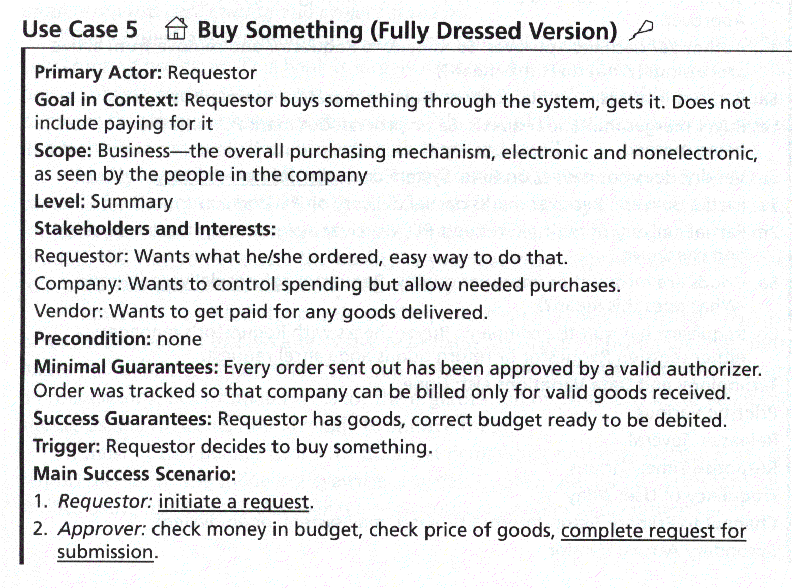 Use Case 5 Buy Something (Fully Dressed Version)
Primary Actor: Requestor
Goal in Context: Requestor buys something through the system, gets it. Does not
include paying for it
Scope: Business—the overall purchasing mechanism, electronic and nonelectronic,
as seen by the people in the company
Level: Summary
Stakeholders and Interests:
Requestor: Wants what he/she ordered, easy way to do that.
Company: Wants to control spending but allow needed purchases.
Vendor: Wants to get paid for any goods delivered.
Precondition: none
Minimal Guarantees: Every order sent out has been approved by a valid authorizer.
Order was tracked so that company can be billed only for valid goods received.
Success Guarantees: Requestor has goods, correct budget ready to be debited.
Trigger: Requestor decides to buy something.
Main Success Scenario:
1. Requestor: initiate a request.
2. Approver: check money in budget, check price of goods, complete request for
submission.